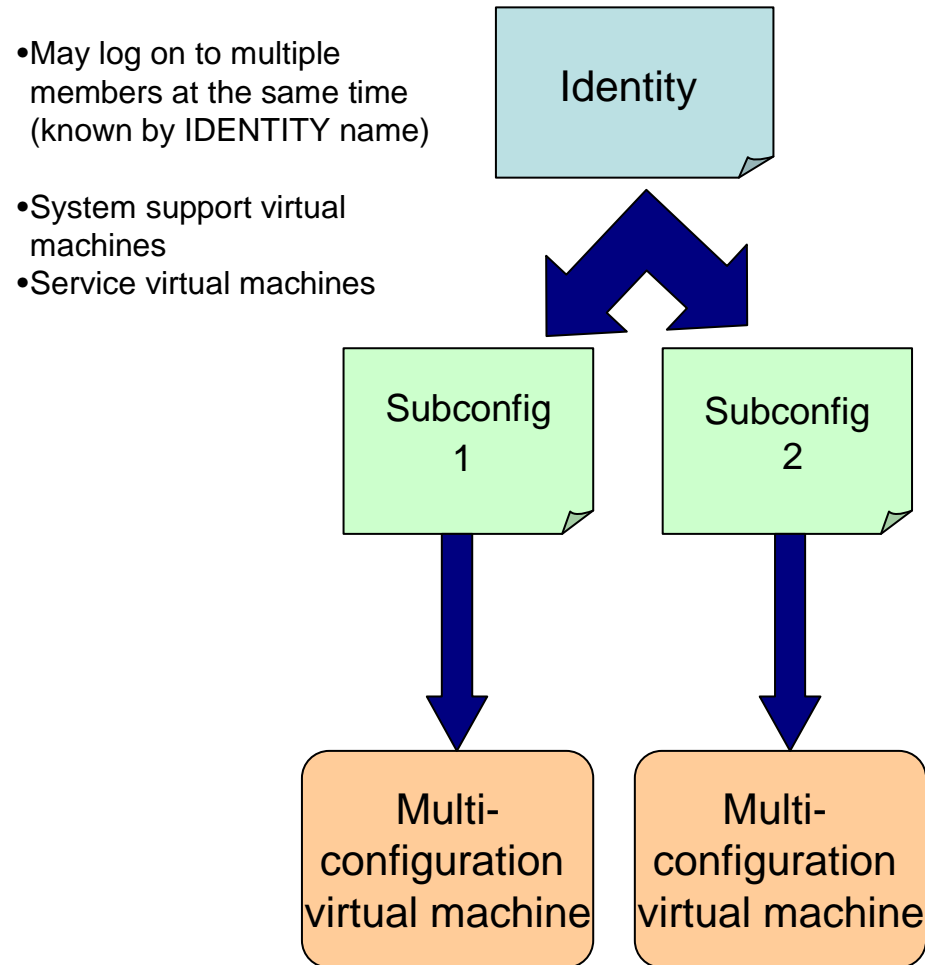 •May log on to multiple
members at the same time
(known by IDENTITY name)
•System support virtual
machines
•Service virtual machines
Identity
Subconfig
1
Subconfig
2
Multi-
configuration
virtual machine
Multi-
configuration
virtual machine